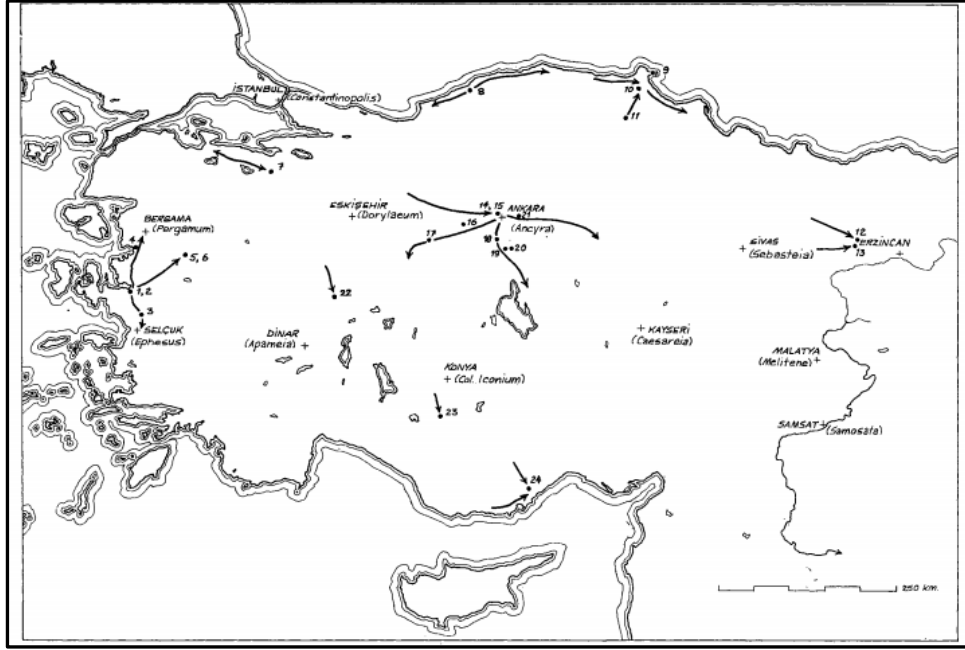 9
İSTANBUL
(Constantinopolis)
8
10
11
7
ESKİŞEHİR
(Dorylaeum)
14, 15
ANKARA
21
(Ancyra)
16
17
18
19
20
BERGAMA
(Pergamum)
4
5, 6
1, 2
3
SELÇUK
(Ephesus)
12
13
ERZİNCAN
SİVAS
(Sebasteia)
22
DİNAR
(Apameia)
KAYSERİ
(Caesareia)
MALATYA
(Melitene)
KONYA
(Col. Iconium)
23
SAMSAT
(Samosata)
24
250 km.